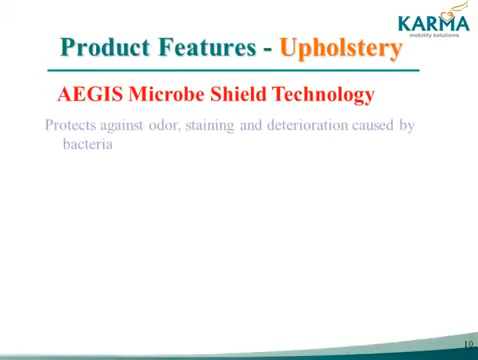 KARMA
mobility solutions
Product Features - Upholstery
AEGIS Microbe Shield Technology
Protects against odor, staining and deterioration caused by
bacteria
10